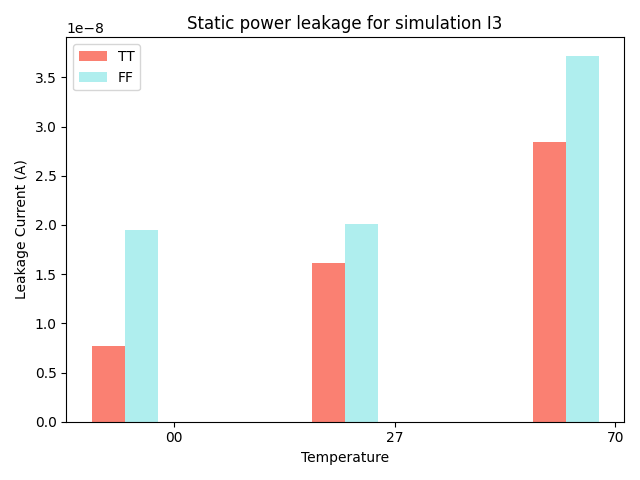 Static power leakage for simulation I3
1e−8
TT
FF
3.5
3.0
2.5
2.0
1.5
1.0
0.5
0.0
Leakage Current (A)
00
27
70
Temperature